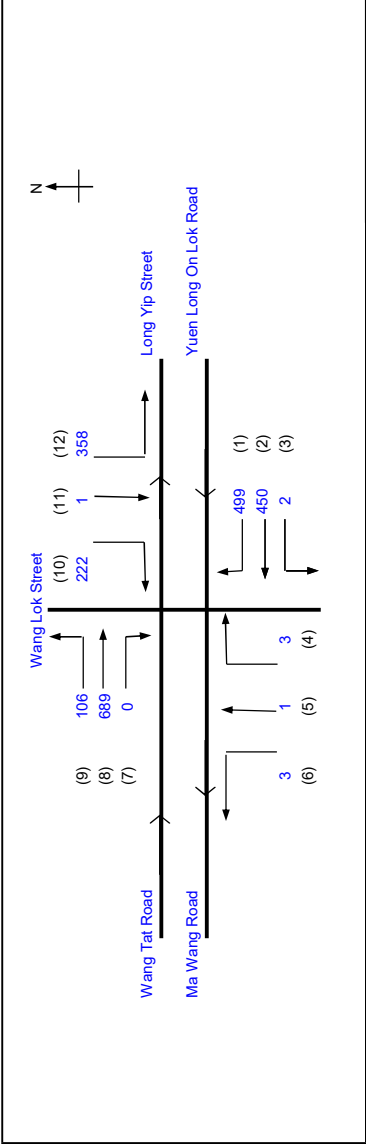 N
Wang Lok Street
(10) (11) (12)
222 1 358
(9) 106
(8) 689
(7) 0
Wang Tat Road
Long Yip Street
Ma Wang Road
Yuen Long On Lok Road
499 (1)
450 (2)
2 (3)
3 1 3
(6) (5) (4)